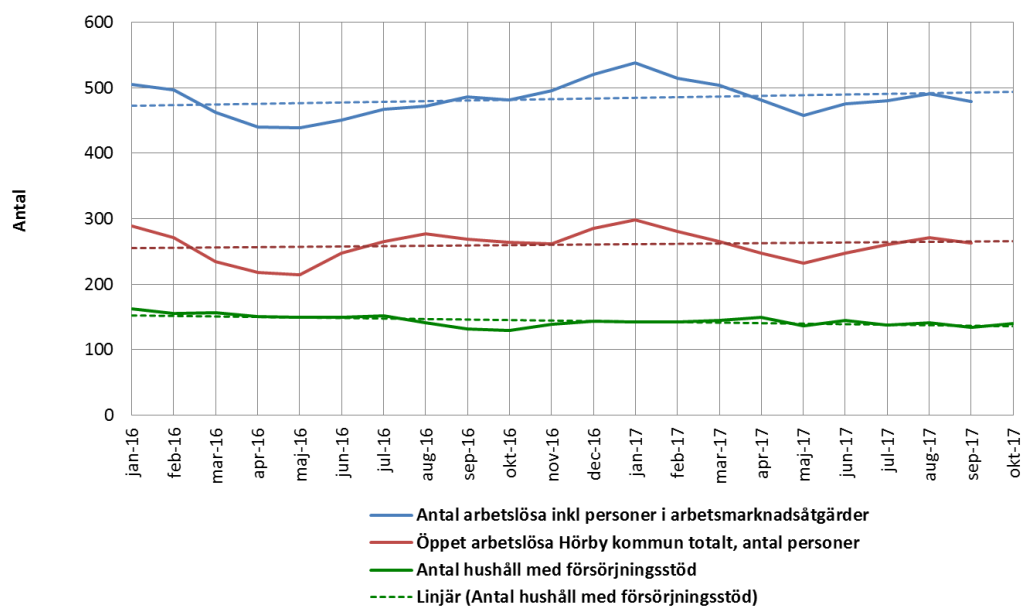 600
500
400
300
200
100
0
Antal
jan-16
feb-16
mar-16
apr-16
maj-16
jun-16
jul-16
aug-16
sep-16
okt-16
nov-16
dec-16
jan-17
feb-17
mar-17
apr-17
maj-17
jun-17
jul-17
aug-17
sep-17
okt-17
Antal arbetslösa inkl personer i arbetsmarknadsåtgärder
Öppet arbetslösa Hörby kommun totalt, antal personer
Antal hushåll med försörjningsstöd
Linjär (Antal hushåll med försörjningsstöd)